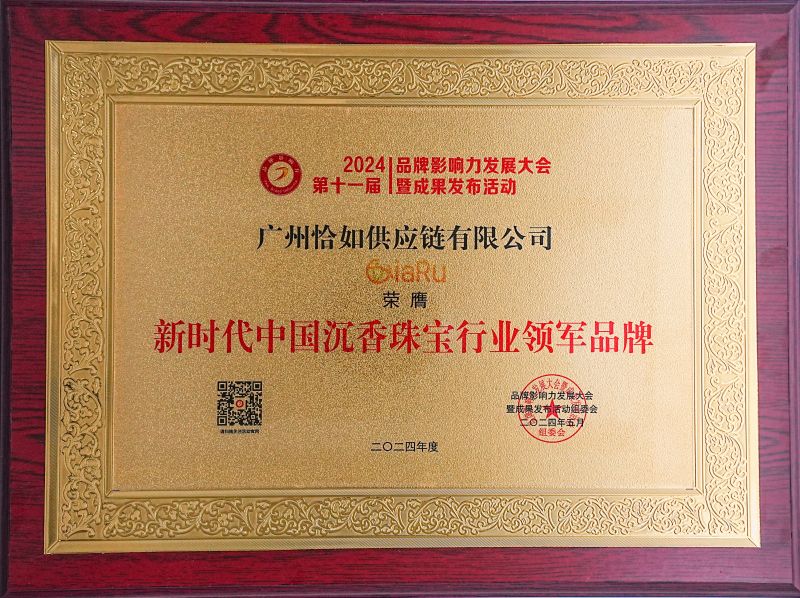 2024 品牌影响力发展大会
第十一届 暨成果发布活动
广州恰如供应链有限公司
GiaRu
荣膺
新时代中国沉香珠宝行业领军品牌
品牌影响力发展大会
暨成果发布活动组委会
二〇二四年五月
组委会
二〇二四年度